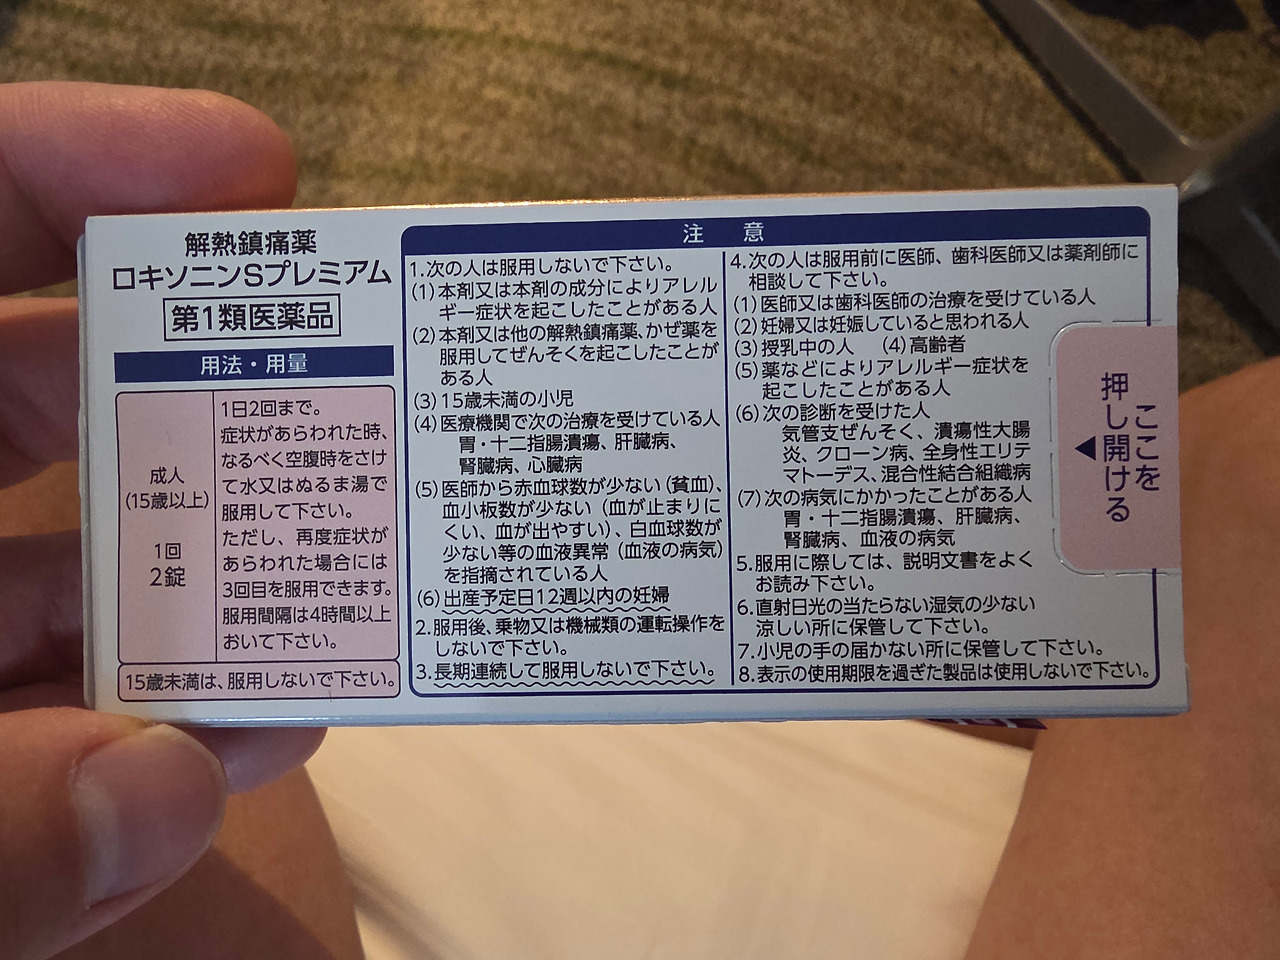 解熱鎮痛薬
ロキソニンSプレミアム
第1類医薬品
用法・用量
成人
(15歳以上)
1回
2錠
1日2回まで。
症状があらわれた時、
なるべく空腹時をさけ
て水又はぬるま湯で
服用して下さい。
ただし、再度症状が
あらわれた場合には
3回目を服用できます。
服用間隔は4時間以上
おいて下さい。
15歳未満は、服用しないで下さい。
注 意
1.次の人は服用しないで下さい。
(1)本剤又は本剤の成分によりアレル
ギー症状を起こしたことがある人
(2)本剤又は他の解熱鎮痛薬、かぜ薬を
服用してぜんそくを起こしたことが
ある人
(3)15歳未満の小児
(4)医療機関で次の治療を受けている人
胃・十二指腸潰瘍、肝臓病、
腎臓病、心臓病
(5)医師から赤血球数が少ない(貧血)、
血小板数が少ない(血が止まりに
くい、血が出やすい)、白血球数が
少ない等の血液異常(血液の病気)
を指摘されている人
(6)出産予定日12週以内の妊婦
2.服用後、乗物又は機械類の運転操作を
しないで下さい。
3.長期連続して服用しないで下さい。
4.次の人は服用前に医師、歯科医師又は薬剤師に
相談して下さい。
(1)医師又は歯科医師の治療を受けている人
(2)妊婦又は妊娠していると思われる人
(3)授乳中の人 (4)高齢者
(5)薬などによりアレルギー症状を
起こしたことがある人
(6)次の診断を受けた人
気管支ぜんそく、潰瘍性大腸
炎、クローン病、全身性エリテ
マトーデス、混合性結合組織病
(7)次の病気にかかったことがある人
胃・十二指腸潰瘍、肝臓病、
腎臓病、血液の病気
5.服用に際しては、説明文書をよく
お読み下さい。
6.直射日光の当たらない湿気の少ない
涼しい所に保管して下さい。
7.小児の手の届かない所に保管して下さい。
8.表示の使用期限を過ぎた製品は使用しないで下さい。
ここを
押し開ける